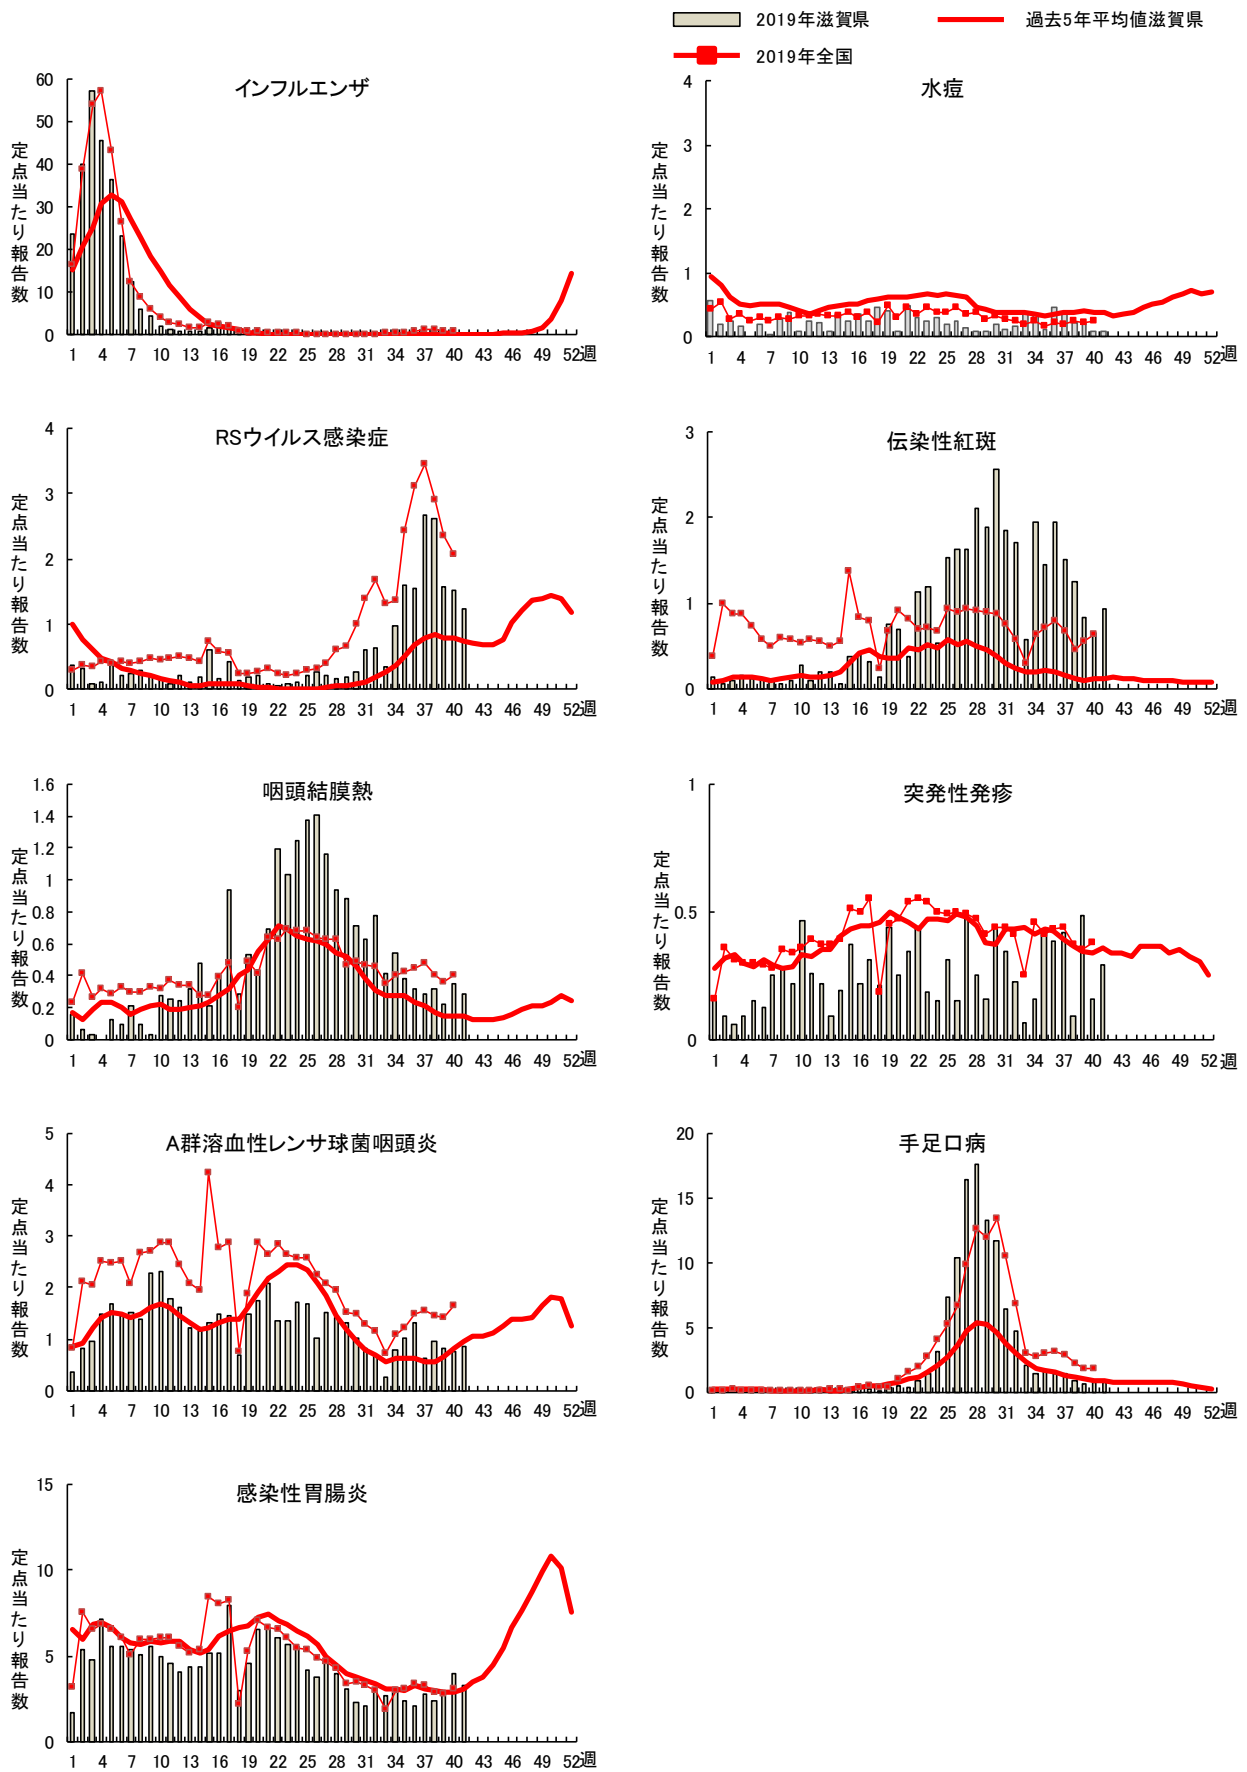 2019年滋賀県
過去5年平均値滋賀県
2019年全国
インフルエンザ
定点当たり報告数
60
50
40
30
20
10
0
1 4 7 10 13 16 19 22 25 28 31 34 37 40 43 46 49 52週
水痘
定点当たり報告数
4
3
2
1
0
1 4 7 10 13 16 19 22 25 28 31 34 37 40 43 46 49 52週
RSウイルス感染症
定点当たり報告数
4
3
2
1
0
1 4 7 10 13 16 19 22 25 28 31 34 37 40 43 46 49 52週
伝染性紅斑
定点当たり報告数
3
2
1
0
1 4 7 10 13 16 19 22 25 28 31 34 37 40 43 46 49 52週
咽頭結膜熱
定点当たり報告数
1.6
1.4
1.2
1
0.8
0.6
0.4
0.2
0
1 4 7 10 13 16 19 22 25 28 31 34 37 40 43 46 49 52週
突発性発疹
定点当たり報告数
1
0.5
0
1 4 7 10 13 16 19 22 25 28 31 34 37 40 43 46 49 52週
A群溶血性レンサ球菌咽頭炎
定点当たり報告数
5
4
3
2
1
0
1 4 7 10 13 16 19 22 25 28 31 34 37 40 43 46 49 52週
手足口病
定点当たり報告数
20
15
10
5
0
1 4 7 10 13 16 19 22 25 28 31 34 37 40 43 46 49 52週
感染性胃腸炎
定点当たり報告数
15
10
5
0
1 4 7 10 13 16 19 22 25 28 31 34 37 40 43 46 49 52週